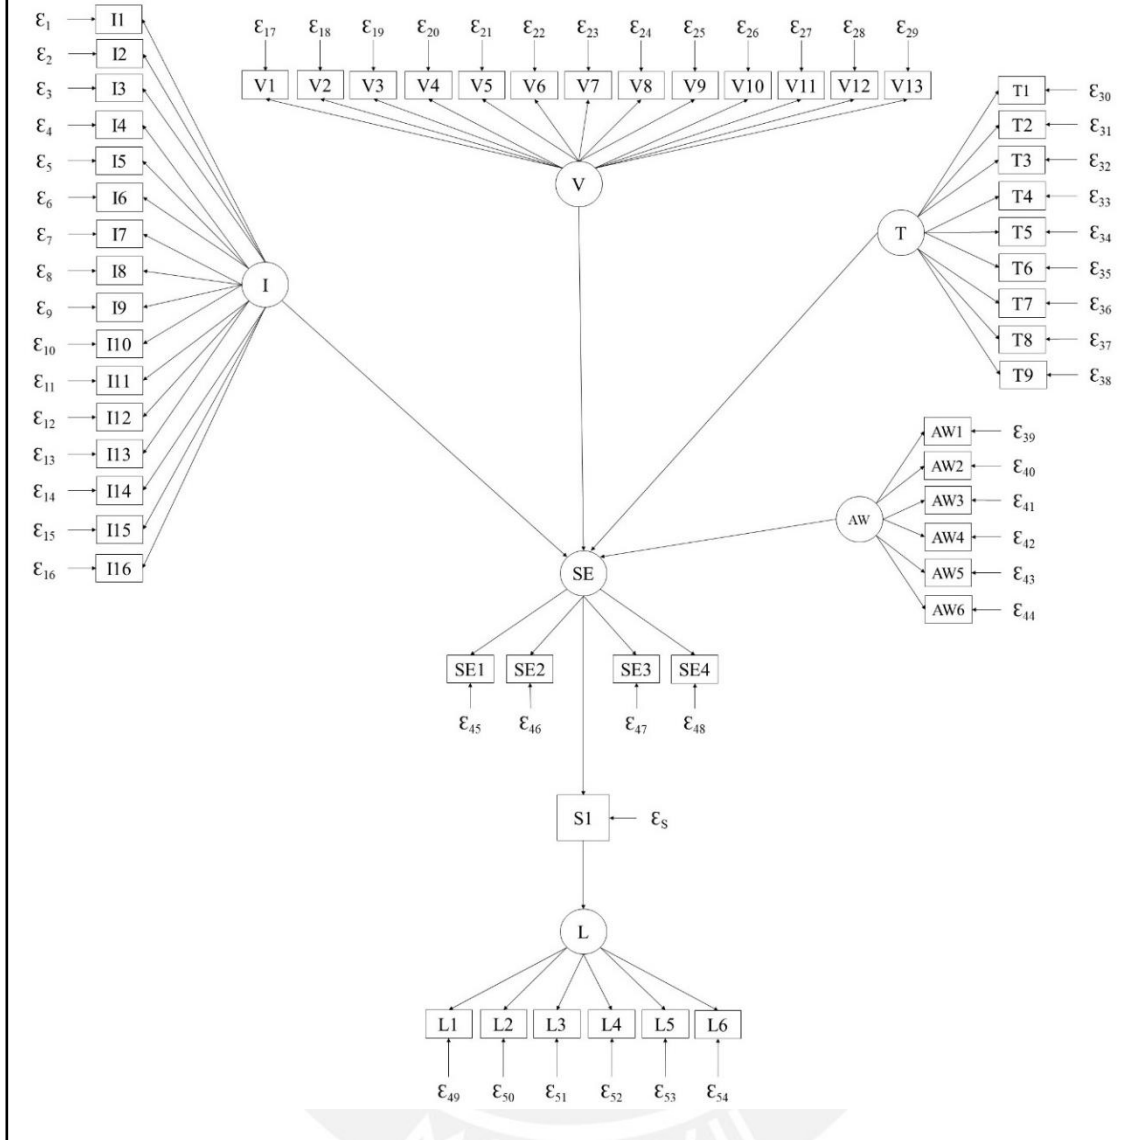 ε1 I1
ε2 I2
ε3 I3
ε4 I4
ε5 I5
ε6 I6
ε7 I7
ε8 I8
ε9 I9
ε10 I10
ε11 I11
ε12 I12
ε13 I13
ε14 I14
ε15 I15
ε16 I16
I
ε17 ε18 ε19 ε20 ε21 ε22 ε23 ε24 ε25 ε26 ε27 ε28 ε29
V1 V2 V3 V4 V5 V6 V7 V8 V9 V10 V11 V12 V13
V
T1 ε30
T2 ε31
T3 ε32
T4 ε33
T5 ε34
T6 ε35
T7 ε36
T8 ε37
T9 ε38
T
AW1 ε39
AW2 ε40
AW3 ε41
AW4 ε42
AW5 ε43
AW6 ε44
AW
SE
SE1 SE2 SE3 SE4
ε45 ε46 ε47 ε48
S1 εS
L
L1 L2 L3 L4 L5 L6
ε49 ε50 ε51 ε52 ε53 ε54